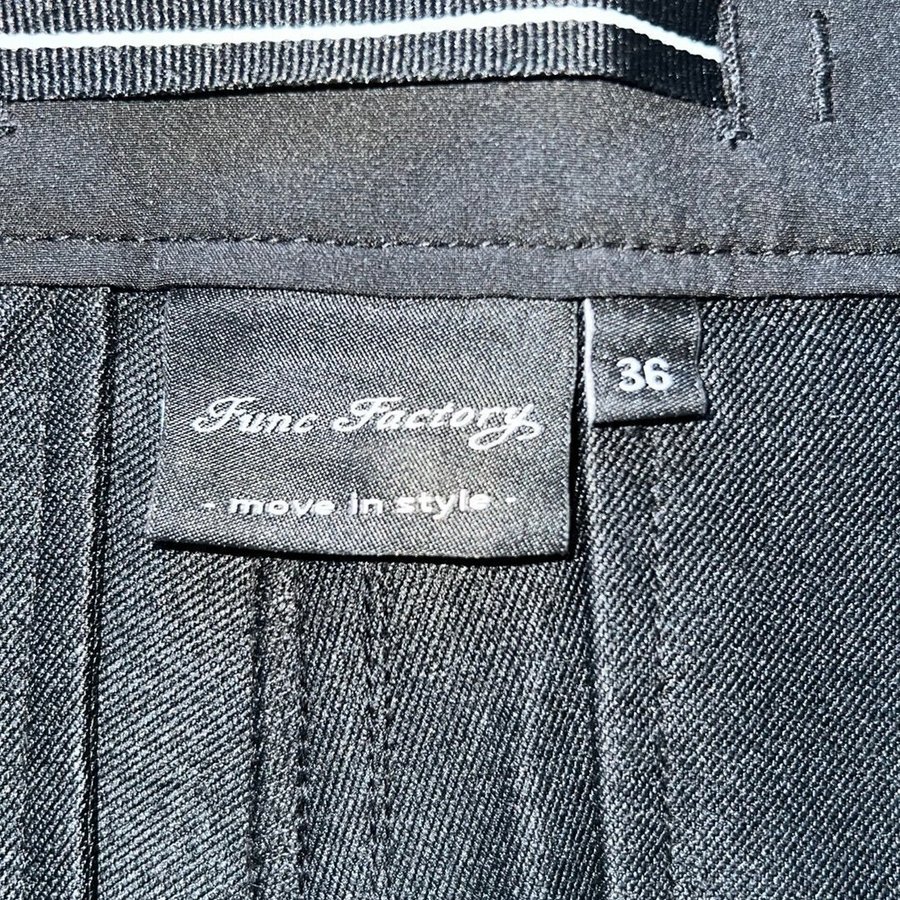 Func Factory
- move in style -
36